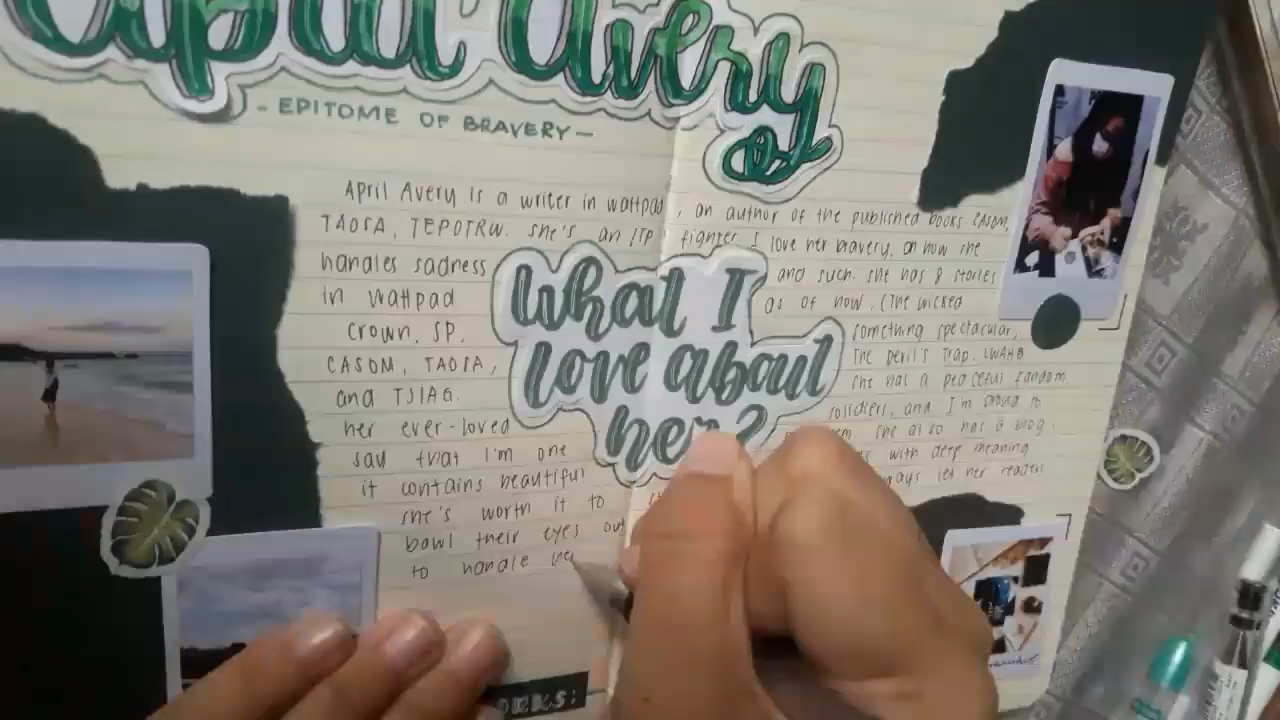 April Avery
- EPITOME OF BRAVERY -
April Avery is a writer in wattpad, an author of the published books CASOM,
TAOFA, TEPOTRW. she's an fighter I love her bravery, on how she
handles sadness and such. she has 8 stories
in wattpad as of now. (The wicked
crown, SP, something spectacular,
CASOM, TAOFA, The Devil's Trap, LWAHB
and TJIAG. she has a peaceful fandom
her ever-loved soldiers, and I'm proud to
say that I'm one she also has a blog.
it contains beautiful with deep meaning
she's worth it to let her readers
bawl their eyes out
to handle
What I
love about
her?